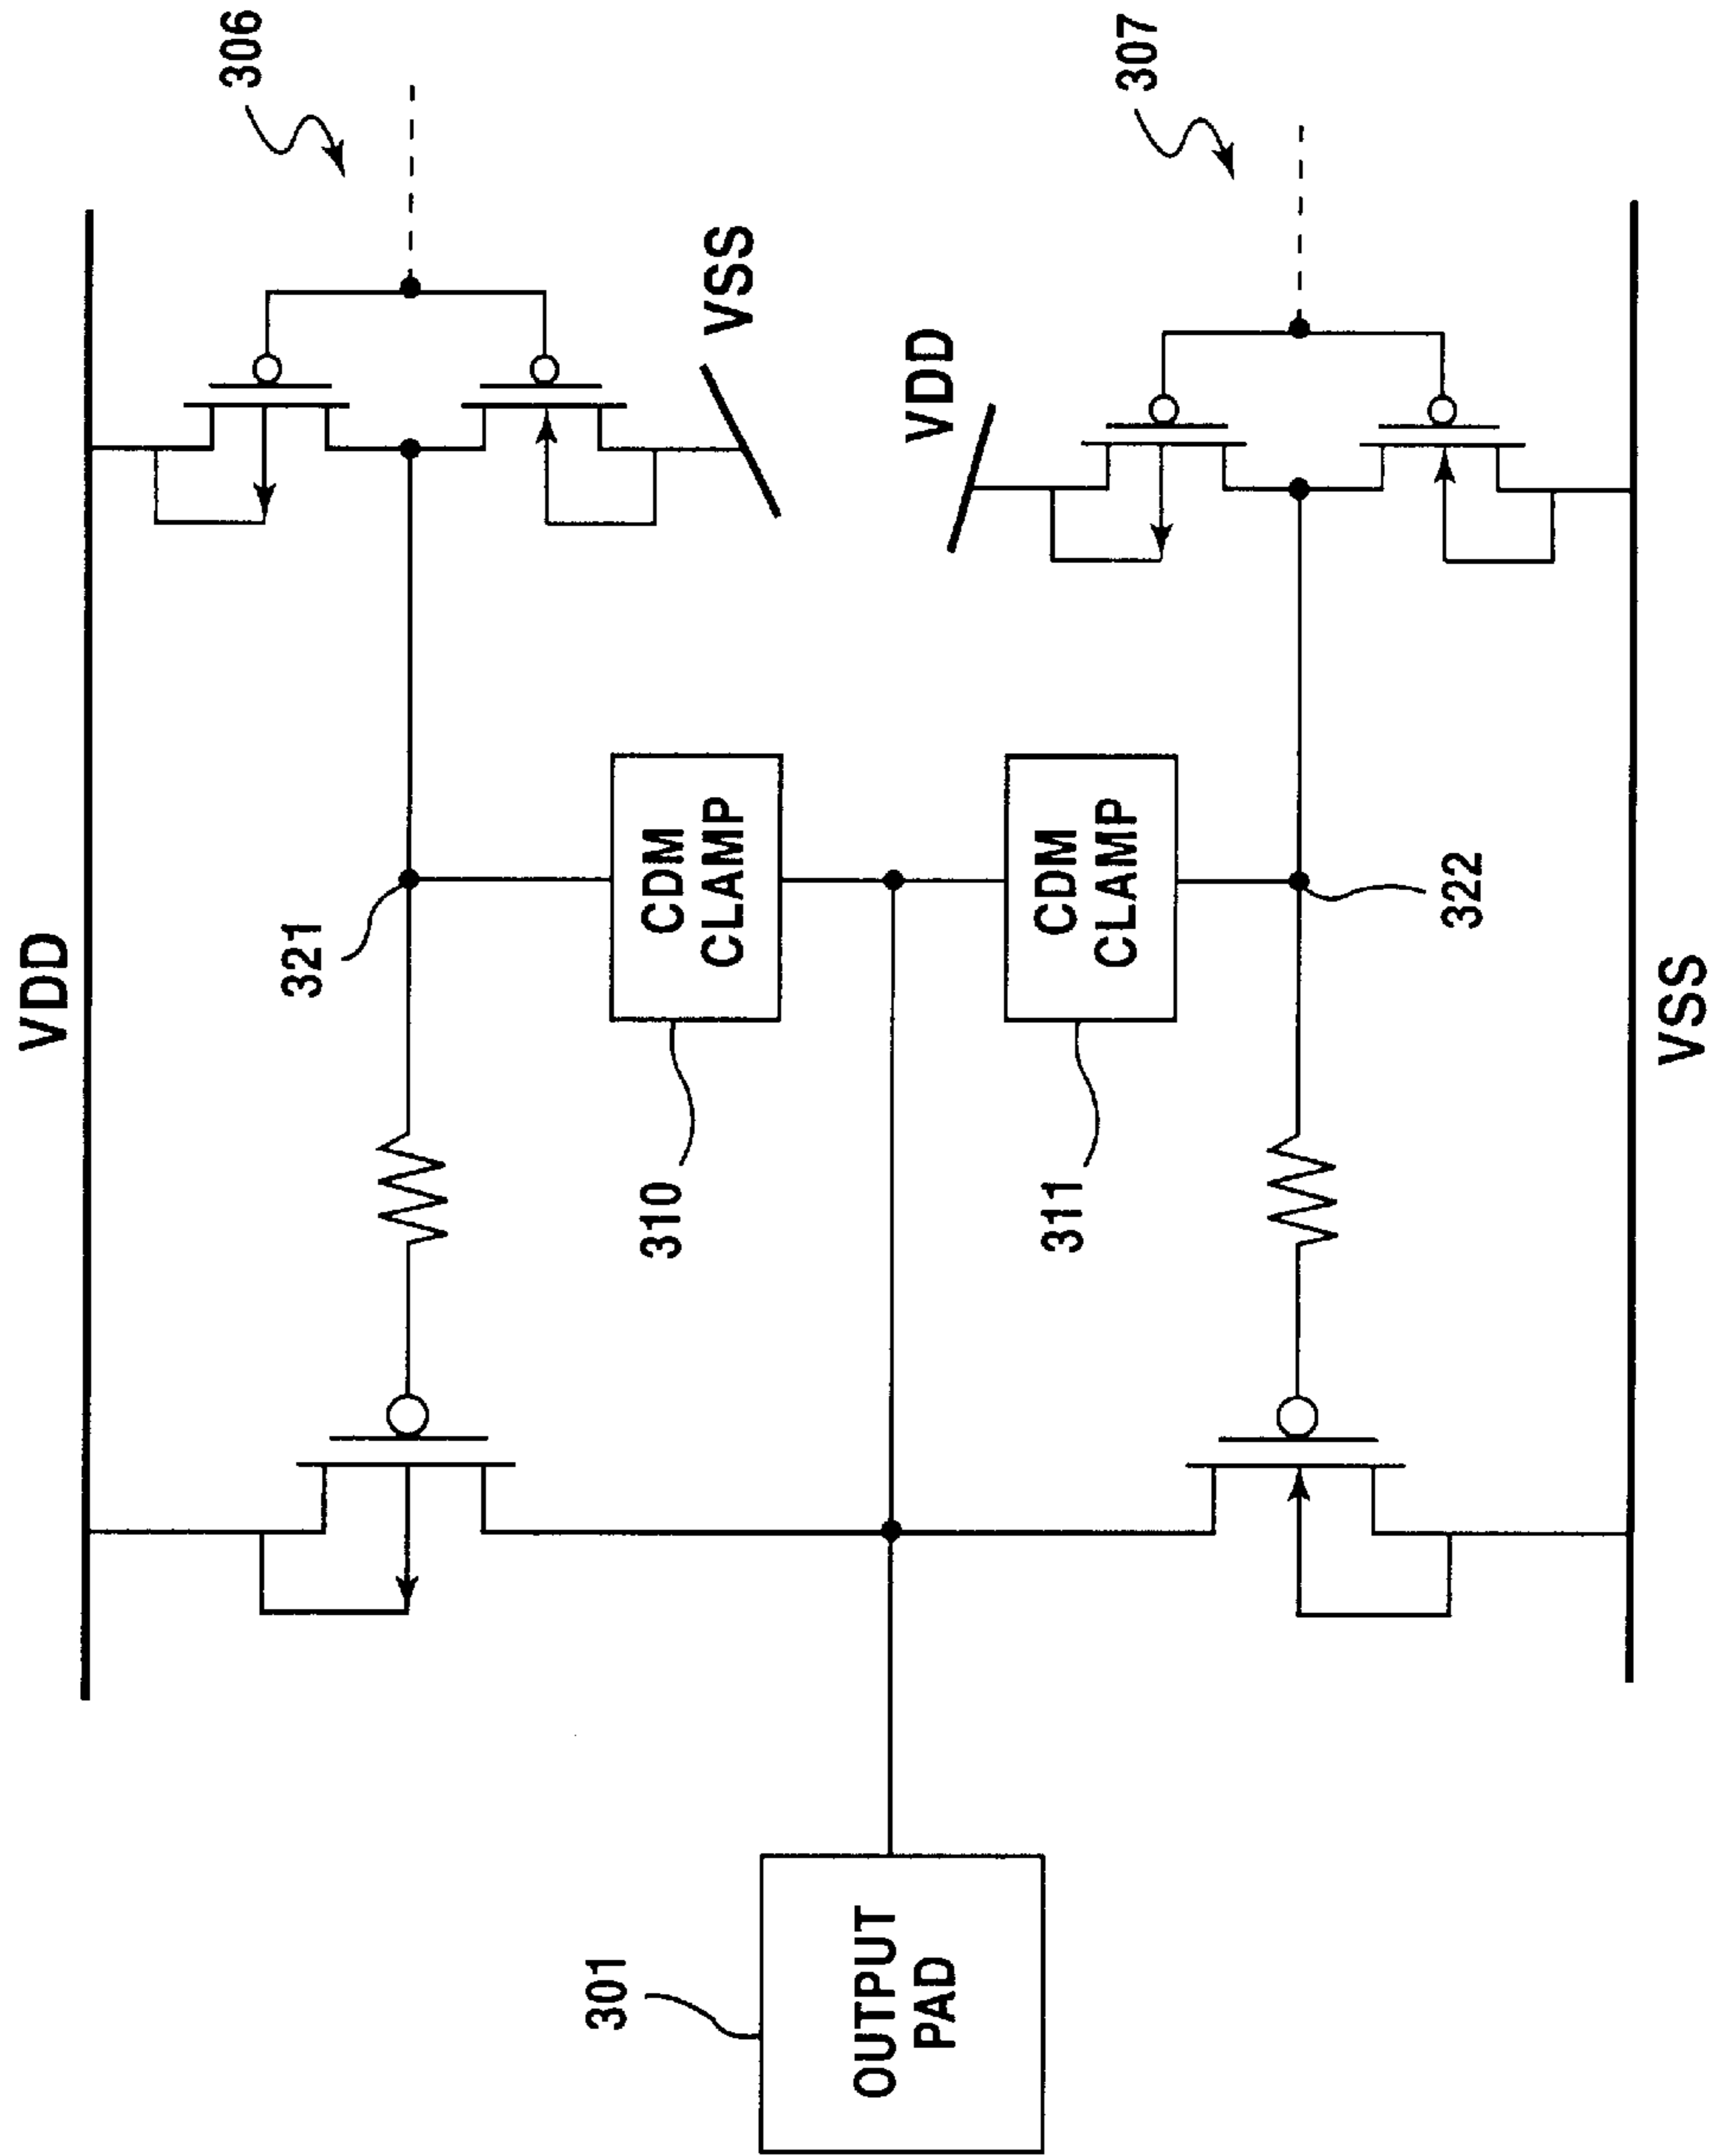 306
VDD
321
VSS
CDM
CLAMP
310
OUTPUT
PAD
301
307
VDD
CDM
CLAMP
311
322
VSS